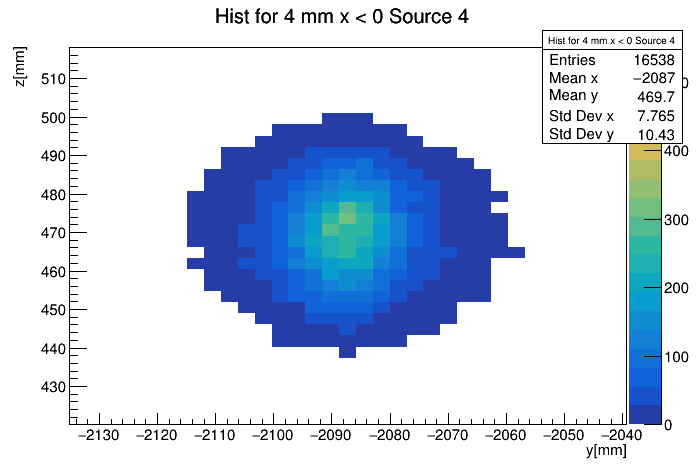 Hist for 4 mm x < 0 Source 4
Hist for 4 mm x < 0 Source 4
Entries 16538
Mean x −2087
Mean y 469.7
Std Dev x 7.765
Std Dev y 10.43
z[mm]
510
500
490
480
470
460
450
440
430
400
300
200
100
0
−2130 −2120 −2110 −2100 −2090 −2080 −2070 −2060 −2050 −2040
y[mm]